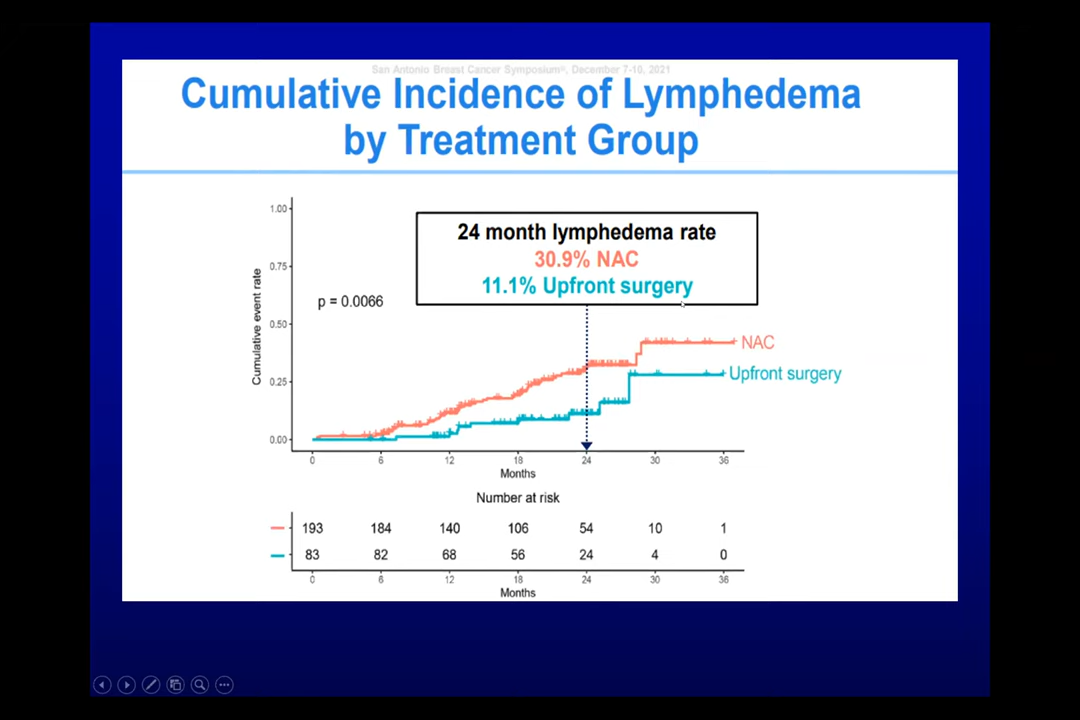 San Antonio Breast Cancer Symposium®, December 7-10, 2021
Cumulative Incidence of Lymphedema
by Treatment Group
24 month lymphedema rate
30.9% NAC
11.1% Upfront surgery
p = 0.0066
Cumulative event rate
1.00
0.75
0.50
0.25
0.00
NAC
Upfront surgery
0 6 12 18 24 30 36
Months
Number at risk
193 184 140 106 54 10 1
83 82 68 56 24 4 0
0 6 12 18 24 30 36
Months